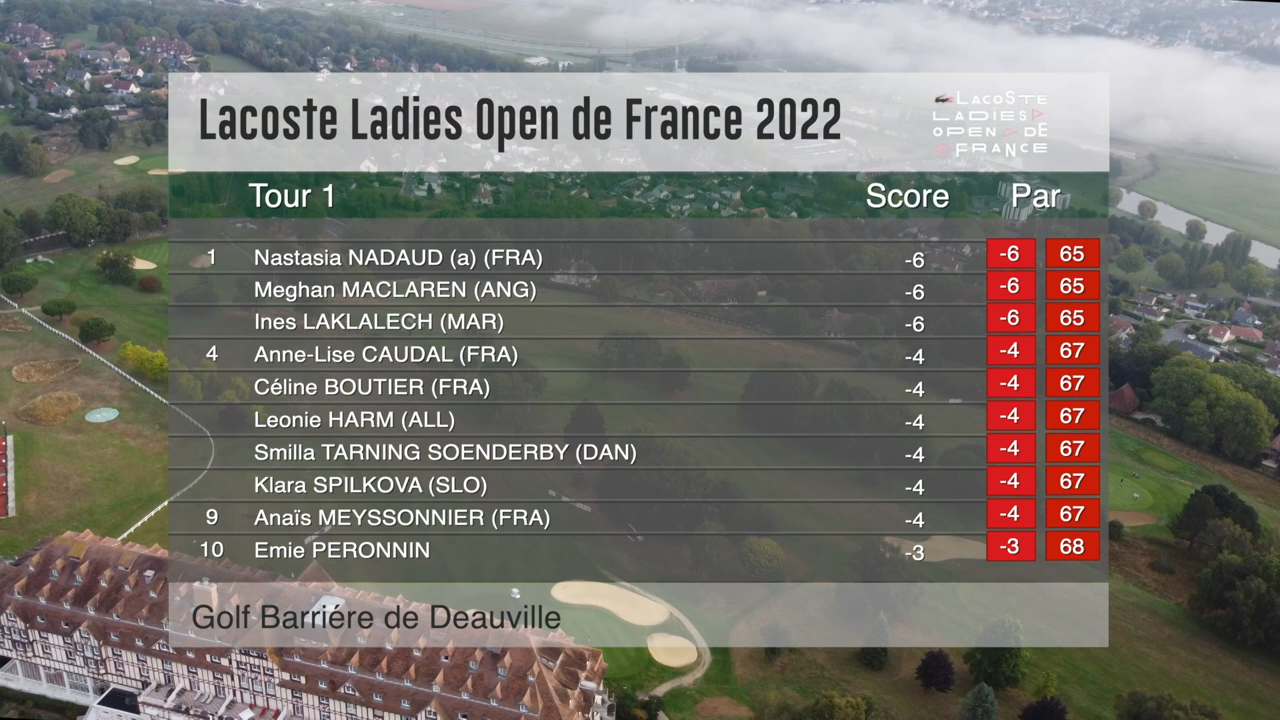 Lacoste Ladies Open de France 2022
LACOSTE
LADIES
OPEN DE
FRANCE
Tour 1 Score Par
1 Nastasia NADAUD (a) (FRA) -6 -6 65
Meghan MACLAREN (ANG) -6 -6 65
Ines LAKLALECH (MAR) -6 -6 65
4 Anne-Lise CAUDAL (FRA) -4 -4 67
Céline BOUTIER (FRA) -4 -4 67
Leonie HARM (ALL) -4 -4 67
Smilla TARNING SOENDERBY (DAN) -4 -4 67
Klara SPILKOVA (SLO) -4 -4 67
9 Anaïs MEYSSONNIER (FRA) -4 -4 67
10 Emie PERONNIN -3 -3 68
Golf Barriére de Deauville